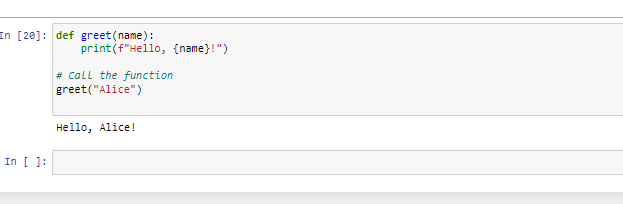 In [20]: def greet(name):
    print(f"Hello, {name}!")
# Call the function
greet("Alice")
Hello, Alice!
In [ ]: